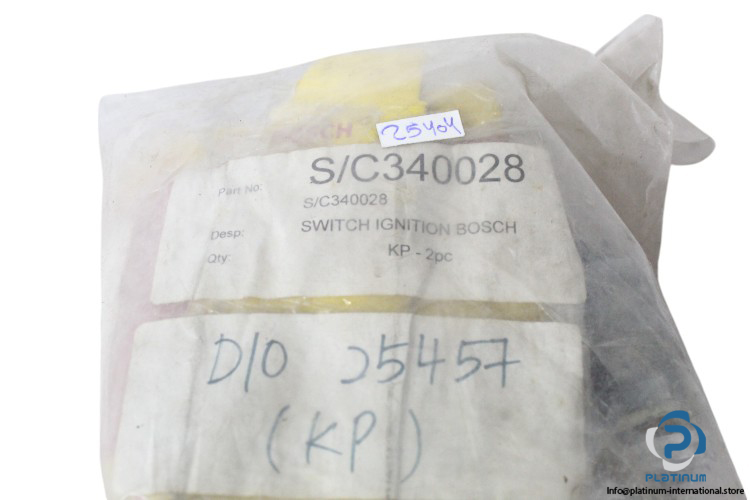 BOSCH
25404
Part No: S/C340028
S/C340028
Desp: SWITCH IGNITION BOSCH
Qty: KP - 2pc
D/O 25457
(KP)
PLATINUM
Info@platinum-international.store